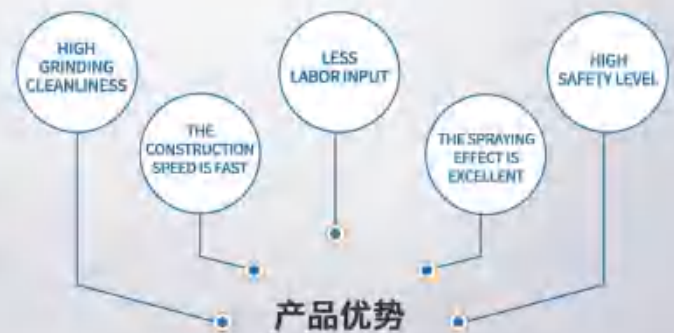 HIGH
GRINDING
CLEANLINESS
THE
CONSTRUCTION
SPEED IS FAST
LESS
LABOR INPUT
THE SPRAYING
EFFECT IS
EXCELLENT
HIGH
SAFETY LEVEL
产品优势